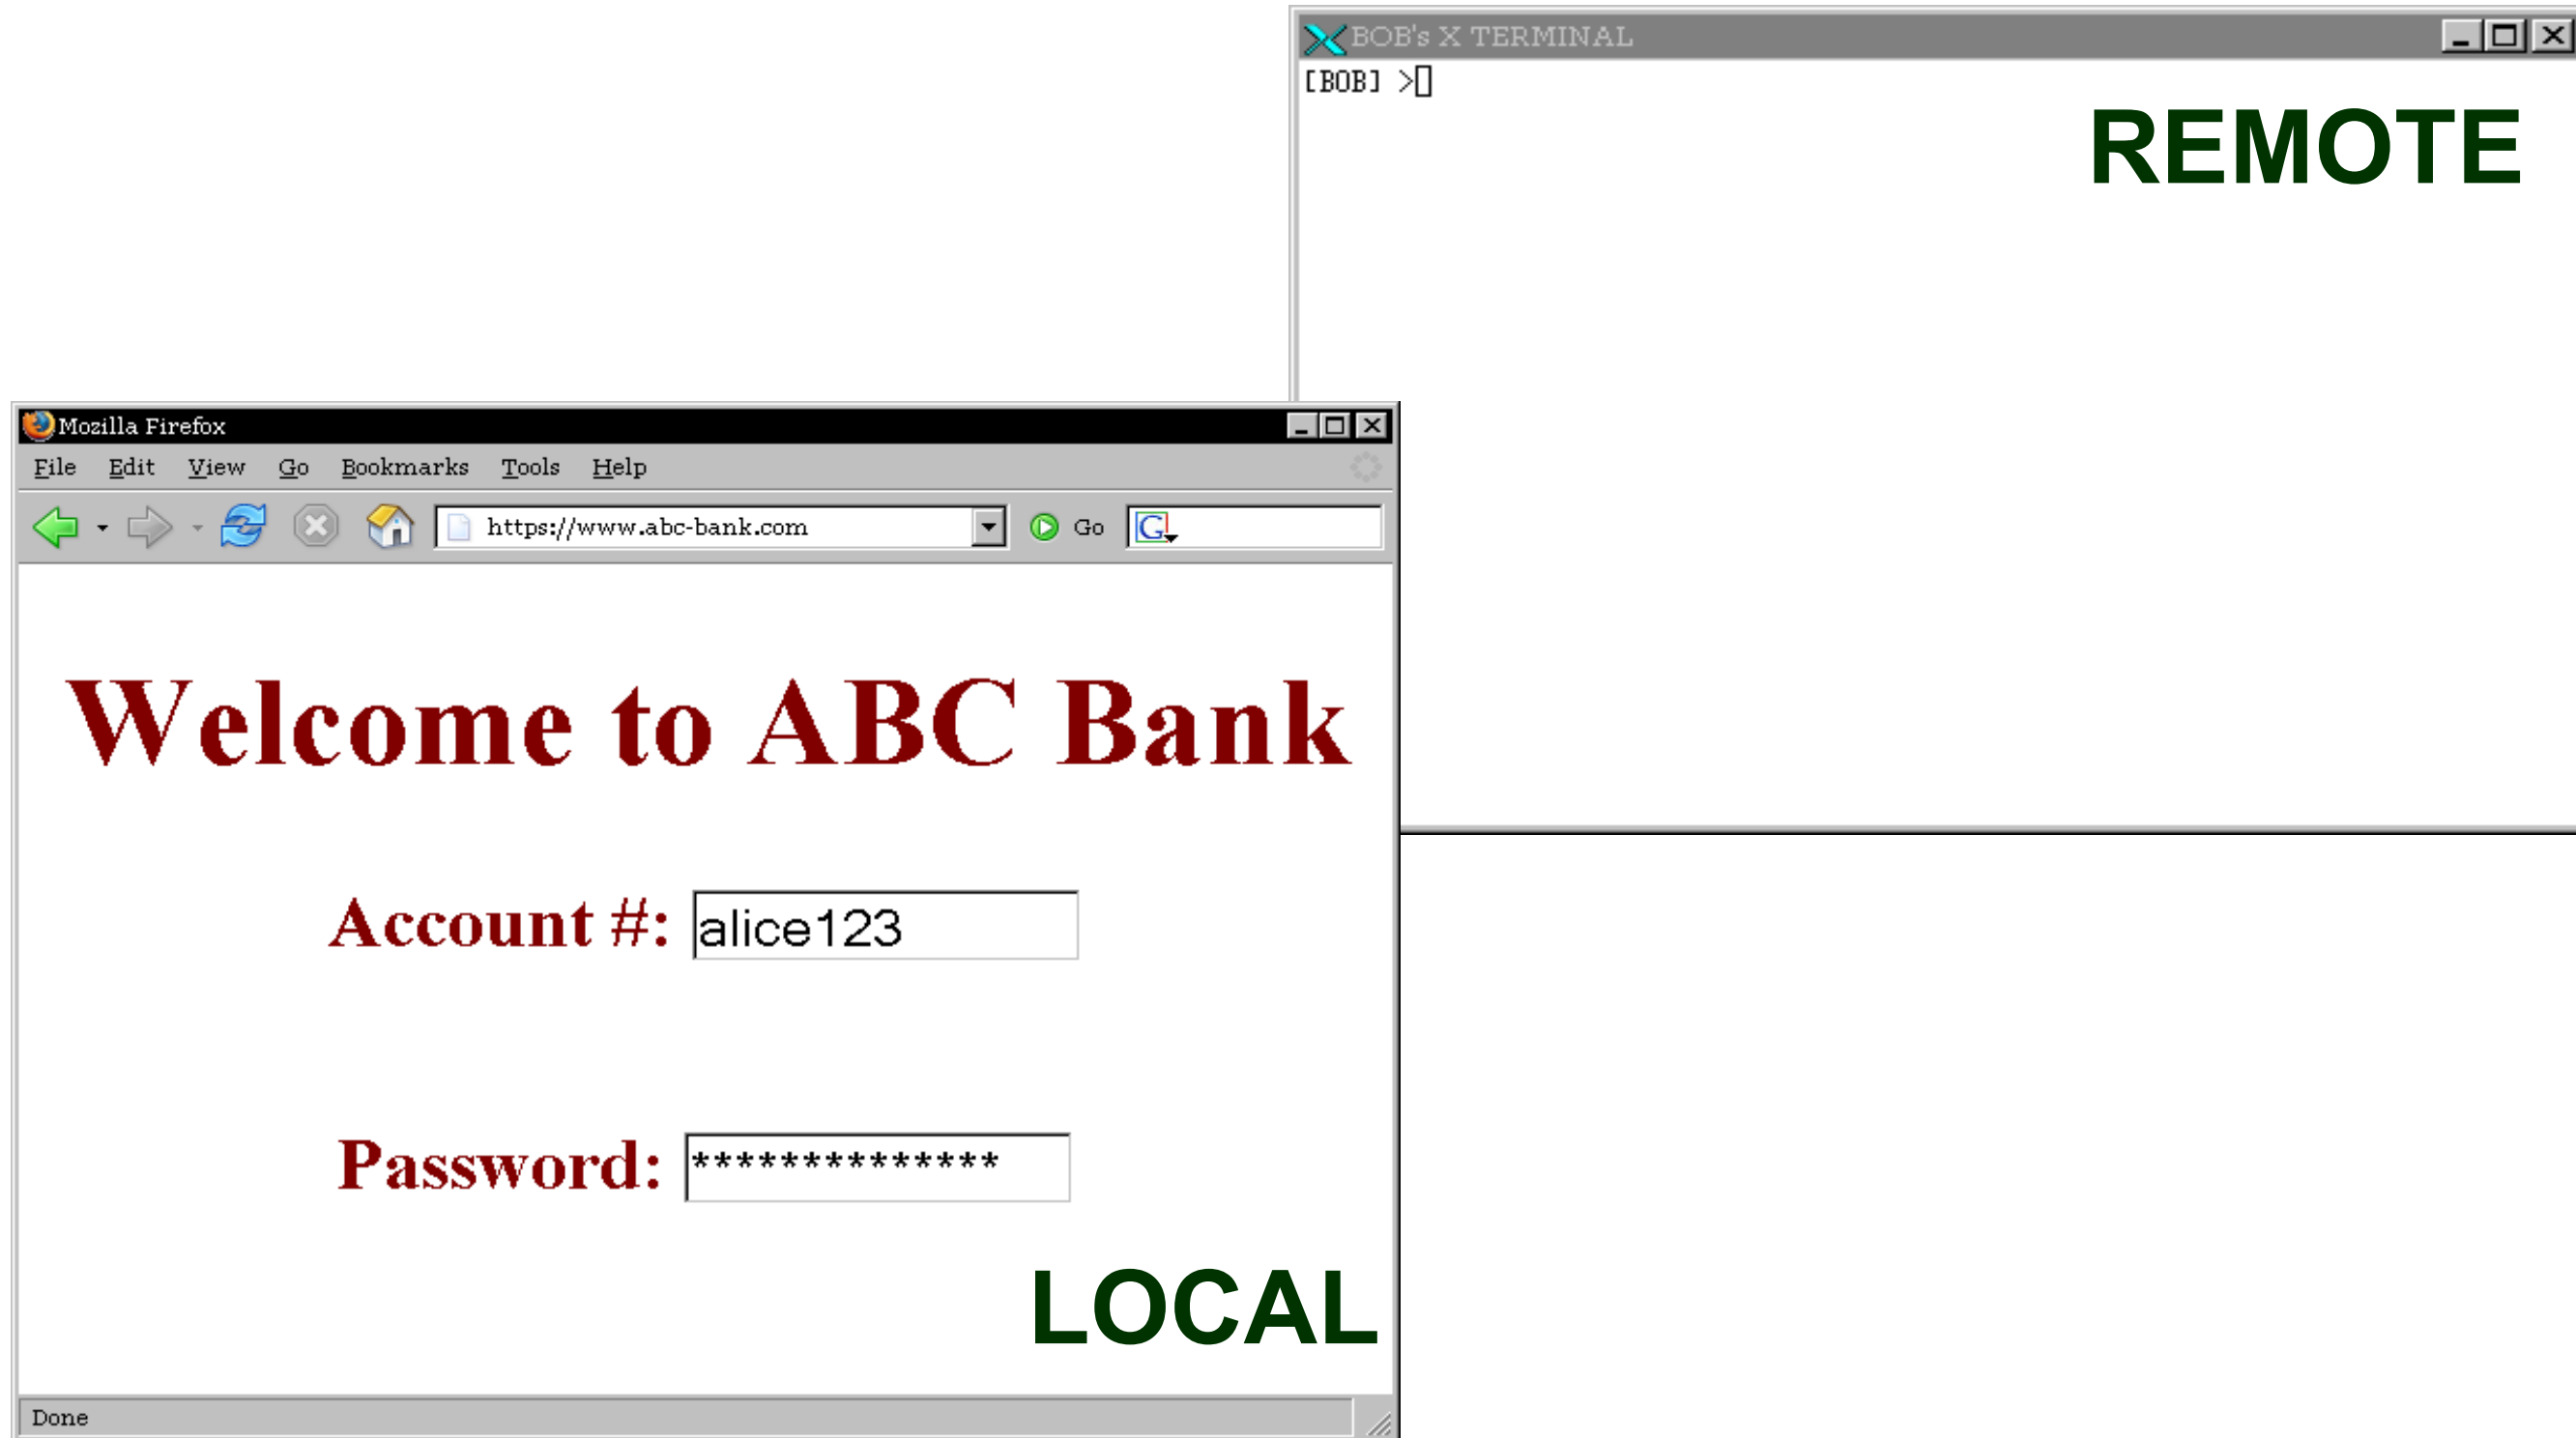 BOB's X TERMINAL
[BOB] >
REMOTE
Mozilla Firefox
File Edit View Go Bookmarks Tools Help
https://www.abc-bank.com Go G
Welcome to ABC Bank
Account #: alice123
Password: **************
LOCAL
Done